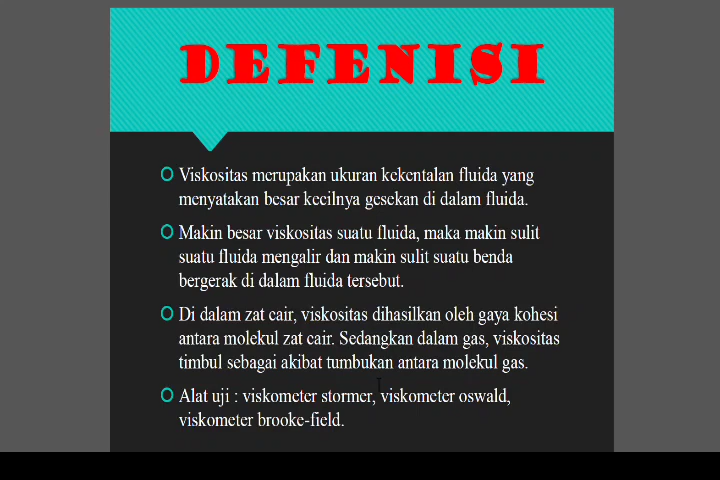 DEFENISI
Viskositas merupakan ukuran kekentalan fluida yang
menyatakan besar kecilnya gesekan di dalam fluida.
Makin besar viskositas suatu fluida, maka makin sulit
suatu fluida mengalir dan makin sulit suatu benda
bergerak di dalam fluida tersebut.
Di dalam zat cair, viskositas dihasilkan oleh gaya kohesi
antara molekul zat cair. Sedangkan dalam gas, viskositas
timbul sebagai akibat tumbukan antara molekul gas.
Alat uji : viskometer stormer, viskometer oswald,
viskometer brooke-field.